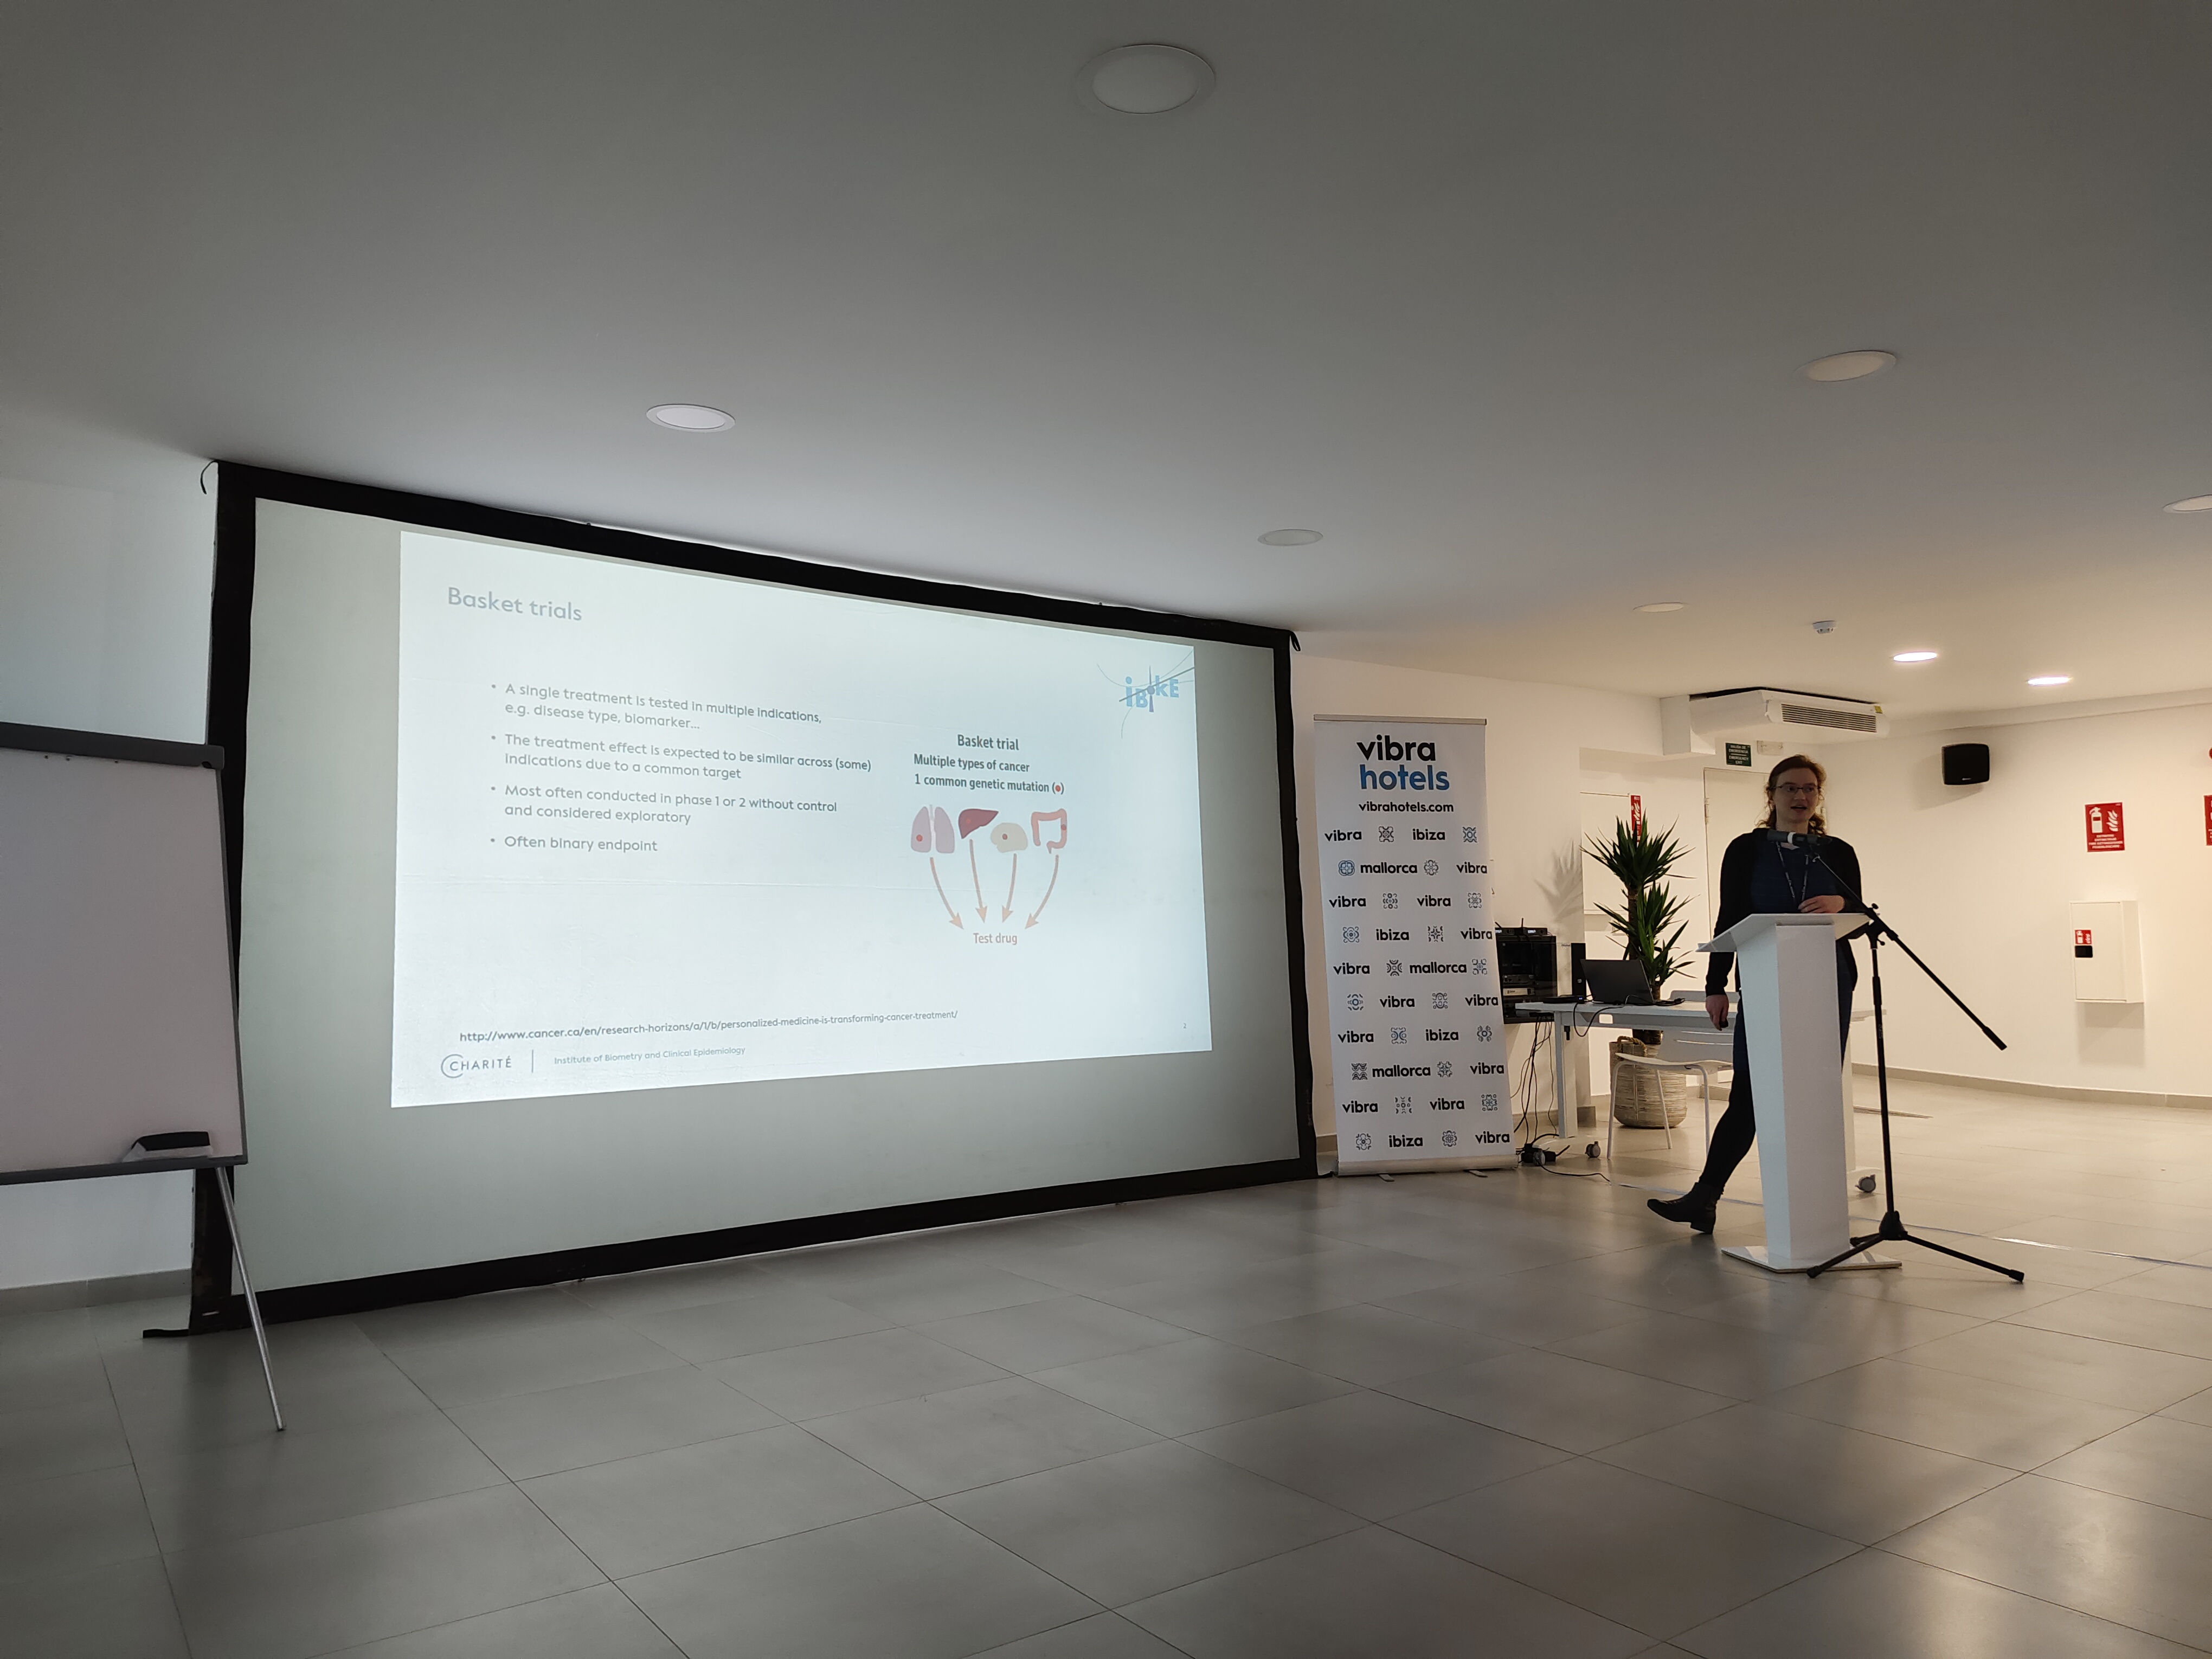 Basket trials
iBikE
• A single treatment is tested in multiple indications,
e.g. disease type, biomarker...
• The treatment effect is expected to be similar across (some)
indications due to a common target
• Most often conducted in phase 1 or 2 without control
and considered exploratory
• Often binary endpoint
Basket trial
Multiple types of cancer
1 common genetic mutation (●)
Test drug
http://www.cancer.ca/en/research-horizons/a/1/b/personalized-medicine-is-transforming-cancer-treatment/
2
CHARITÉ
Institute of Biometry and Clinical Epidemiology
vibra
hotels
vibrahotels.com
vibra ibiza
mallorca vibra
vibra vibra
ibiza vibra
vibra mallorca
vibra vibra
vibra ibiza
mallorca vibra
vibra vibra
ibiza vibra